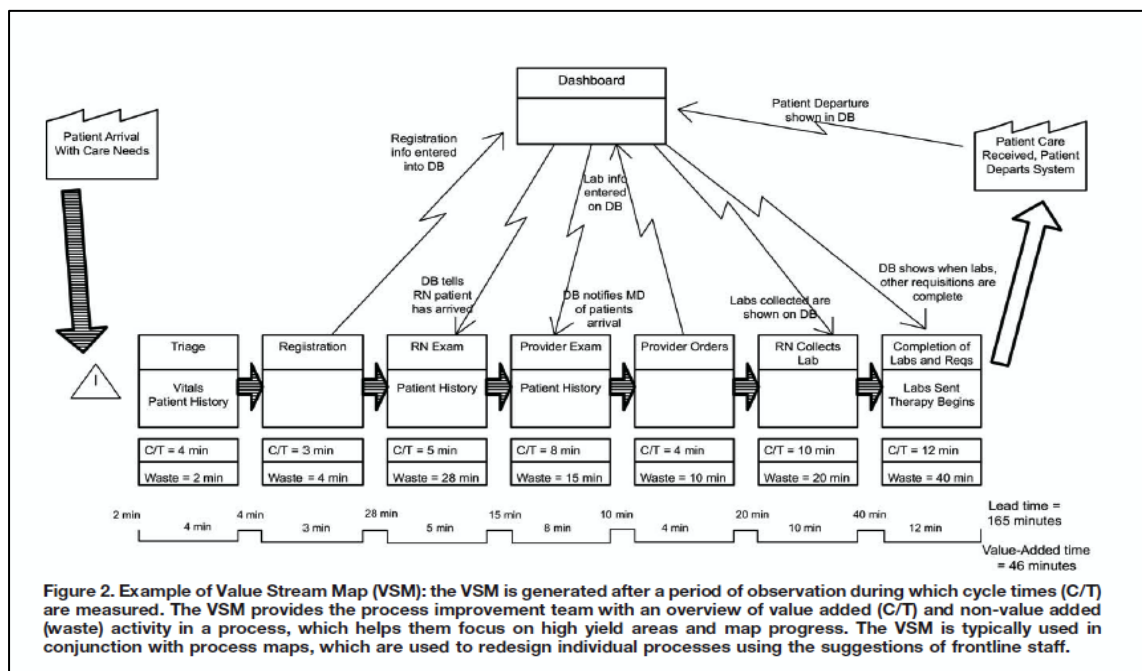 Dashboard
Patient Arrival
With Care Needs
Registration
info entered
into DB
Lab info
entered
on DB
Patient Departure
shown in DB
Patient Care
Received, Patient
Departs System
DB tells
RN patient
has arrived
DB notifies MD
of patients
arrival
Labs collected are
shown on DB
DB shows when labs,
other requisitions are
complete
I
Triage
Vitals
Patient History
Regiistration
RN Exam
Patient History
Provider Exam
Patient History
Provider Orders
RN Collects
Lab
Completion of
Labs and Reqs
Labs Sent
Therapy Begins
C/T = 4 min
Waste = 2 min
C/T = 3 min
Waste = 4 min
C/T = 5 min
Waste = 28 min
C/T = 8 min
Waste = 15 min
C/T = 4 min
Waste = 10 min
C/T = 10 min
Waste = 20 min
C/T = 12 min
Waste = 40 min
2 min
4 min
4 min
3 min
28 min
5 min
15 min
8 min
10 min
4 min
20 min
10 min
40 min
12 min
Lead time =
165 minutes
Value-Added time
= 46 minutes
Figure 2. Example of Value Stream Map (VSM): the VSM is generated after a period of observation during which cycle times (C/T)
are measured. The VSM provides the process improvement team with an overview of value added (C/T) and non-value added
(waste) activity in a process, which helps them focus on high yield areas and map progress. The VSM is typically used in
conjunction with process maps, which are used to redesign individual processes using the suggestions of frontline staff.